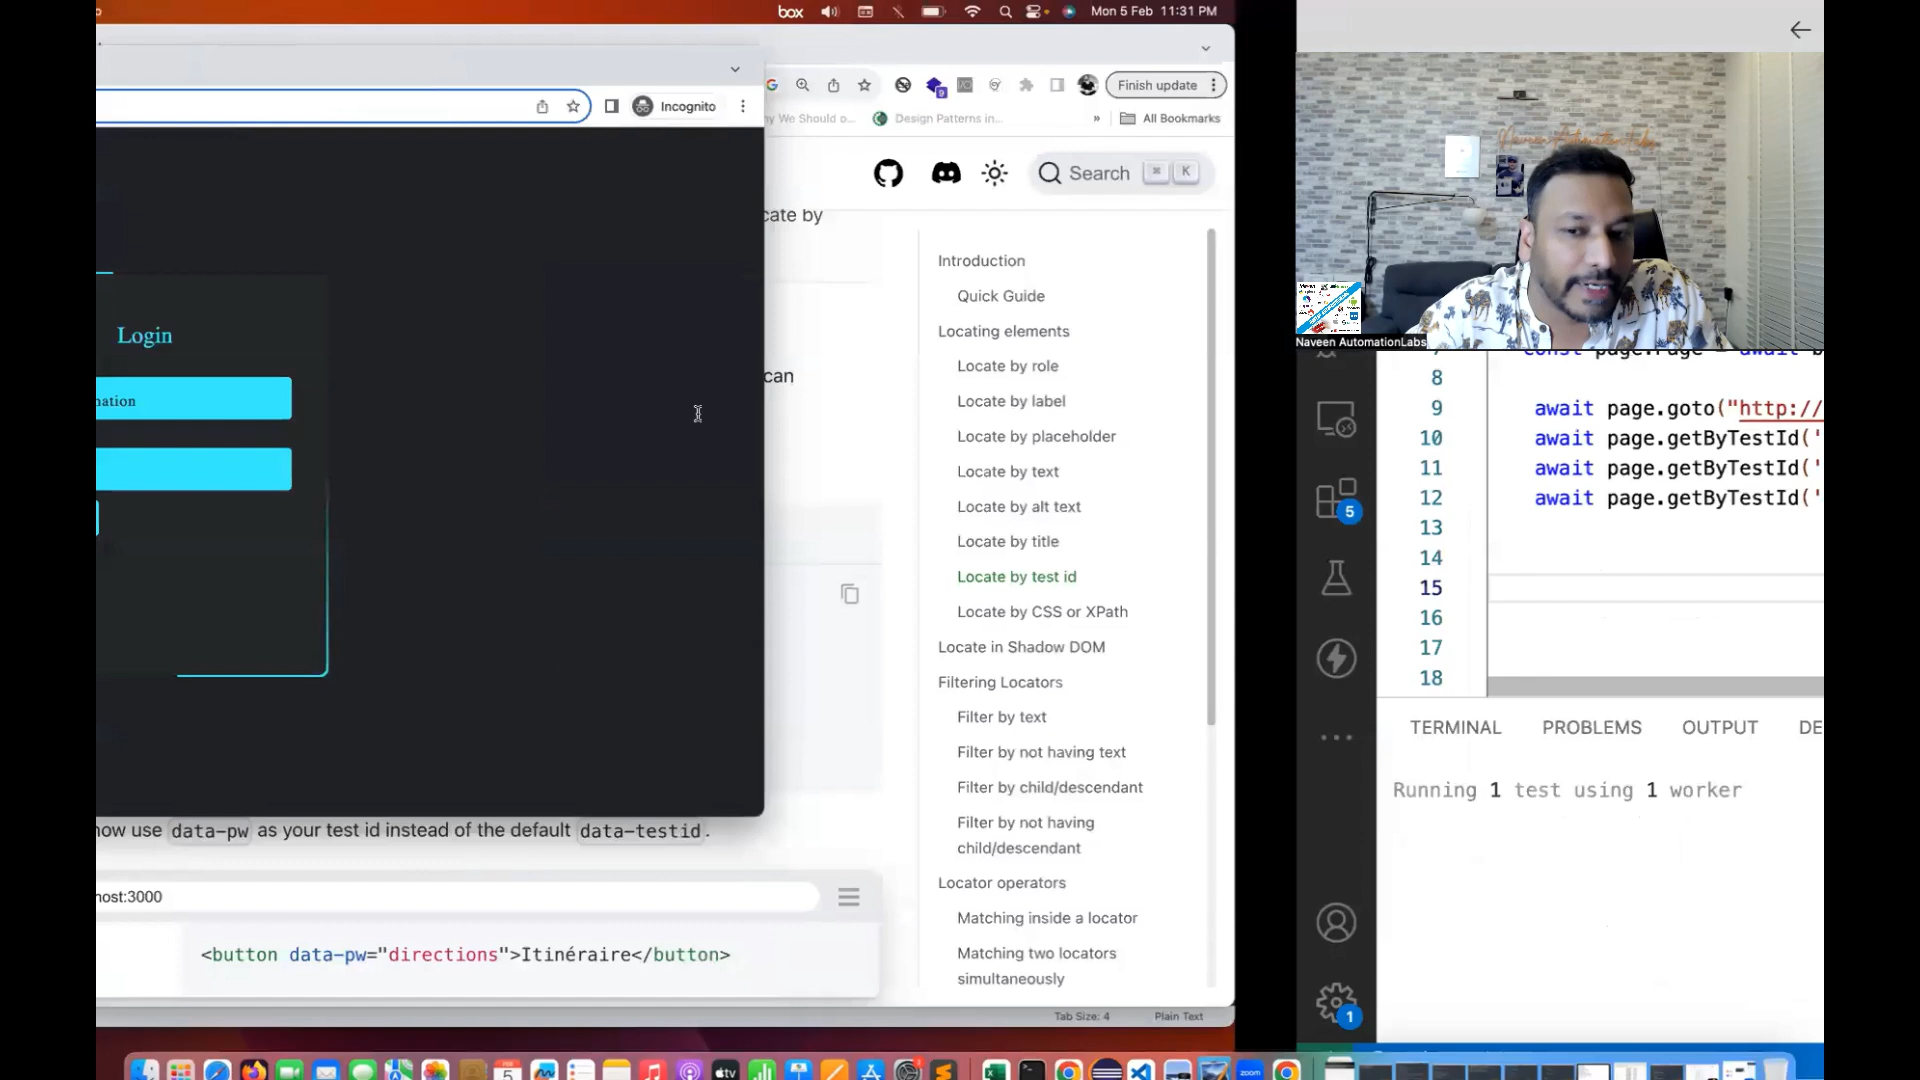 box
Mon 5 Feb 11:31 PM
Incognito
Finish update
Design Patterns in...
»
All Bookmarks
Search
⌘
K
cate by
Login
can
nation
Introduction
Quick Guide
Locating elements
Locate by role
Locate by label
Locate by placeholder
Locate by text
Locate by alt text
Locate by title
Locate by test id
Locate by CSS or XPath
Locate in Shadow DOM
Filtering Locators
Filter by text
Filter by not having text
Filter by child/descendant
Filter by not having
child/descendant
Locator operators
Matching inside a locator
Matching two locators
simultaneously
now use data-pw as your test id instead of the default data-testid.
host:3000
<button data-pw="directions">Itinéraire</button>
Tab Size: 4
Plain Text
Naveen AutomationLabs
8
9 await page.goto("http://
10 await page.getByTestId('
11 await page.getByTestId('
12 await page.getByTestId('
13
14
15
16
17
18
5
TERMINAL
PROBLEMS
OUTPUT
DE
Running 1 test using 1 worker
1
tv
zoom